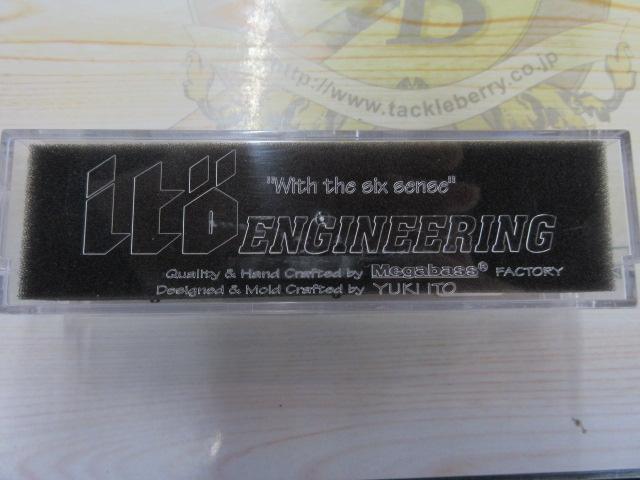 B
http://
www.tackleberry.co.jp
itö
"With the six sense"
ENGINEERING
Quality & Hand Crafted by Megabass® FACTORY
Designed & Mold Crafted by YUKI ITO